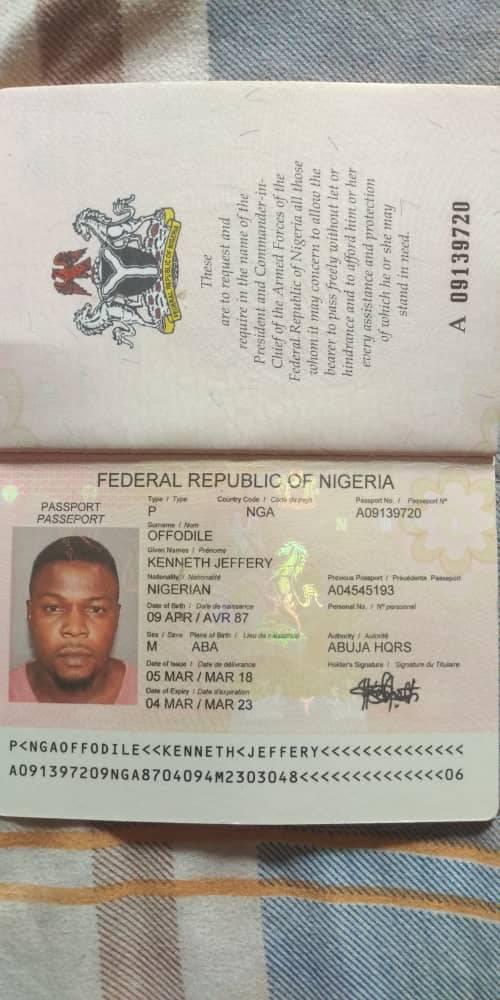 FEDERAL REPUBLIC OF NIGERIA
These
are to request and
require in the name of the
President and Commander-in-
Chief of the Armed Forces of the
Federal Republic of Nigeria all those
whom it may concern to allow the
bearer to pass freely without let or
hindrance and to afford him or her
every assistance and protection
of which he or she may
stand in need.
A 09139720
FEDERAL REPUBLIC OF NIGERIA
PASSPORT
PASSEPORT
Type / Type Country Code / Code du pays Passport No. / Passeport N°
P NGA A09139720
Surname / Nom
OFFODILE
Given Names / Prénoms
KENNETH JEFFERY
Nationality / Nationalité Previous Passport / Précédente Passeport
NIGERIAN A04545193
Date of Birth / Date de naissance Personal No. / N° personnel
09 APR / AVR 87
Sex / Sexe Place of Birth / Lieu de naissance Authority / Autorité
M ABA ABUJA HQRS
Date of Issue / Date de délivrance Holder's Signature / Signature du Titulaire
05 MAR / MAR 18
Date of Expiry / Date d'expiration
04 MAR / MAR 23
P<NGAOFFODILE<<KENNETH<JEFFERY<<<<<<<<<<<<<<
A091397209NGA8704094M2303048<<<<<<<<<<<<<<06